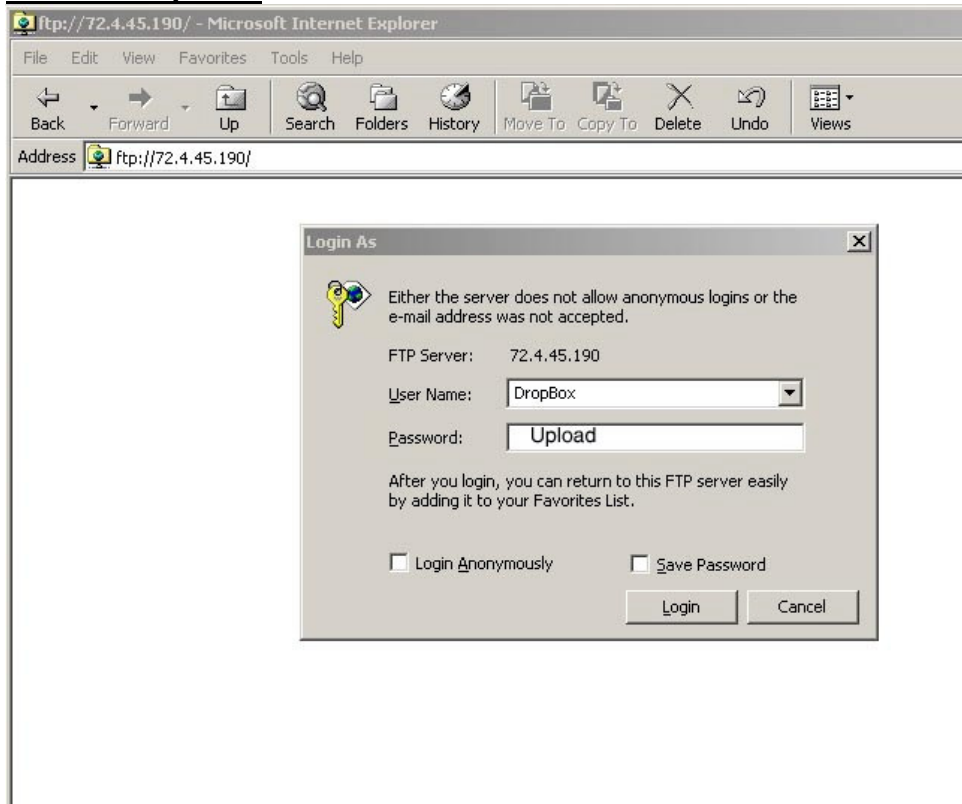 ftp://72.4.45.190/ - Microsoft Internet Explorer
File Edit View Favorites Tools Help
Back Forward Up Search Folders History Move To Copy To Delete Undo Views
Address ftp://72.4.45.190/
Login As
Either the server does not allow anonymous logins or the
e-mail address was not accepted.
FTP Server: 72.4.45.190
User Name: DropBox
Password: Upload
After you login, you can return to this FTP server easily
by adding it to your Favorites List.
Login Anonymously Save Password
Login Cancel